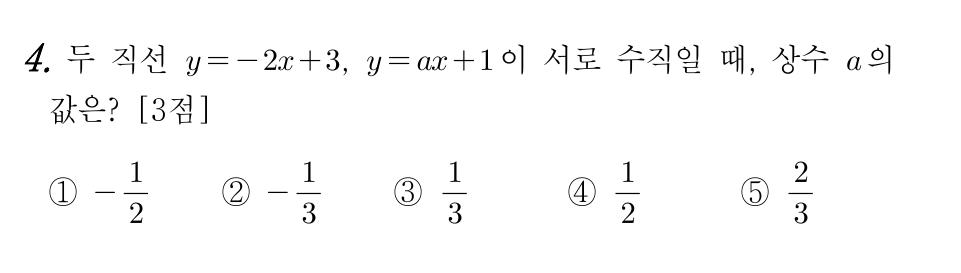 4. 두 직선 y=-2x+3, y=ax+1이 서로 수직일 때, 상수 a의
값은? [3점]
① -1/2 ② -1/3 ③ 1/3 ④ 1/2 ⑤ 2/3